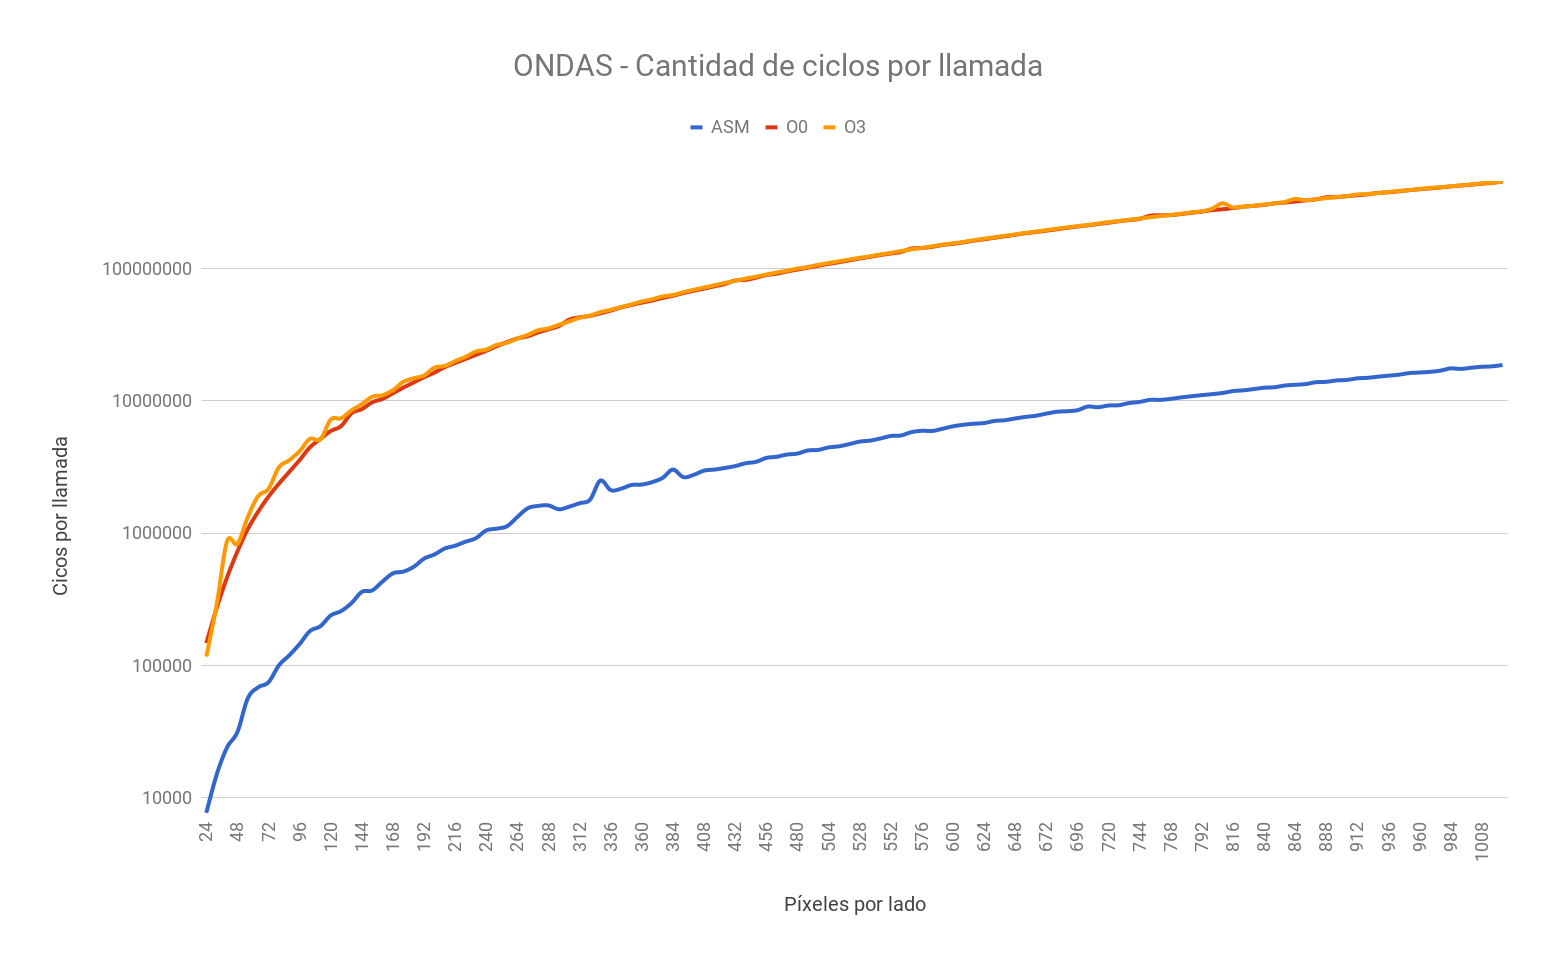 ONDAS - Cantidad de ciclos por llamada
ASM O0 O3
Cicos por llamada
100000000
10000000
1000000
100000
10000
24 48 72 96 120 144 168 192 216 240 264 288 312 336 360 384 408 432 456 480 504 528 552 576 600 624 648 672 696 720 744 768 792 816 840 864 888 912 936 960 984 1008
Píxeles por lado